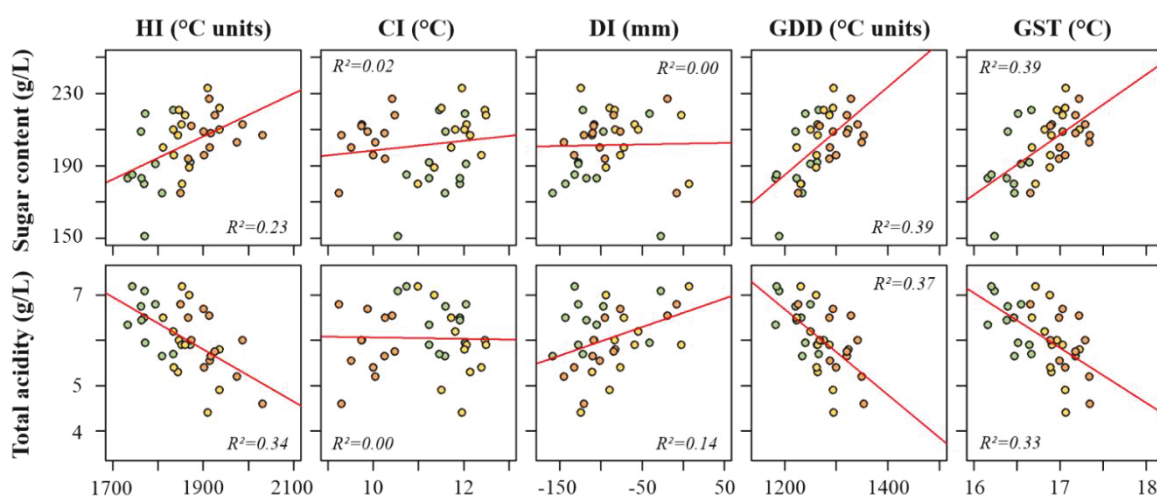 HI (°C units) CI (°C) DI (mm) GDD (°C units) GST (°C)
Sugar content (g/L)
230
190
150
R²=0.23
R²=0.02
R²=0.00
R²=0.39
R²=0.39
Total acidity (g/L)
7
5
4
R²=0.34
R²=0.00
R²=0.14
R²=0.37
R²=0.33
1700 1900 2100 10 12 -150 -50 50 1200 1400 16 17 18